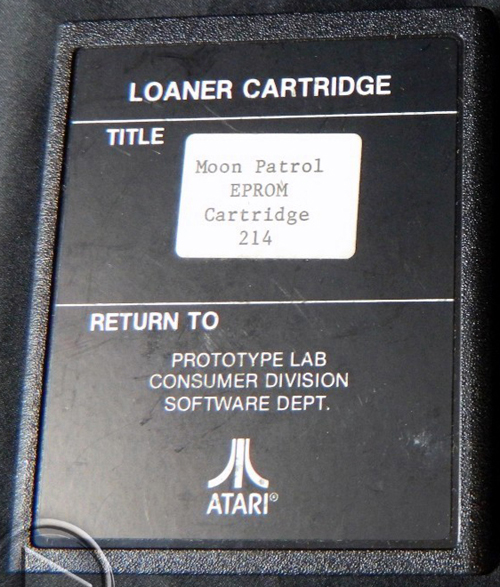 LOANER CARTRIDGE
TITLE
Moon Patrol
EPROM
Cartridge
214
RETURN TO
PROTOTYPE LAB
CONSUMER DIVISION
SOFTWARE DEPT.
ATARI®